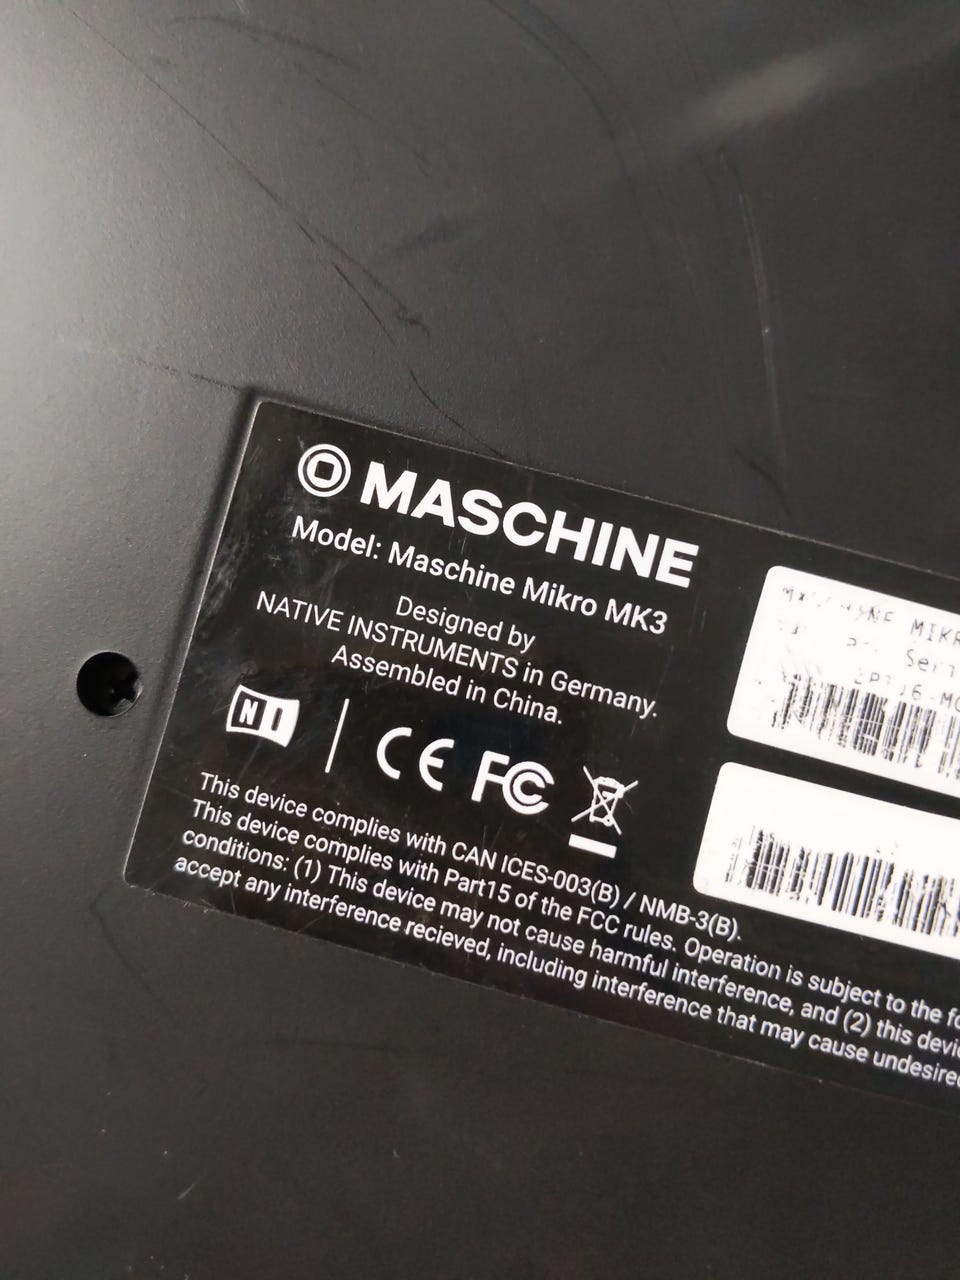 MASCHINE
Model: Maschine Mikro MK3
Designed by
NATIVE INSTRUMENTS in Germany.
Assembled in China.
NI
CE FC
This device complies with CAN ICES-003(B) / NMB-3(B).
This device complies with Part15 of the FCC rules. Operation is subject to the
conditions: (1) This device may not cause harmful interference, and (2) this
accept any interference recieved, including interference that may cause
MIKR